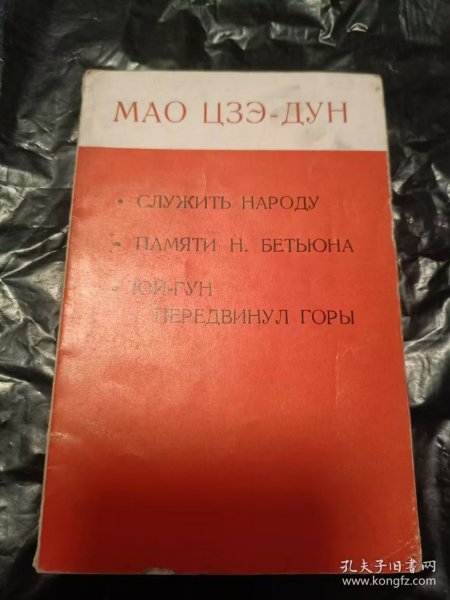 МАО ЦЗЭ-ДУН
• СЛУЖИТЬ НАРОДУ
• ПАМЯТИ Н. БЕТЬЮНА
• ЮЙ-ГУН
ПЕРЕДВИНУЛ ГОРЫ
孔夫子旧书网
www.kongfz.com